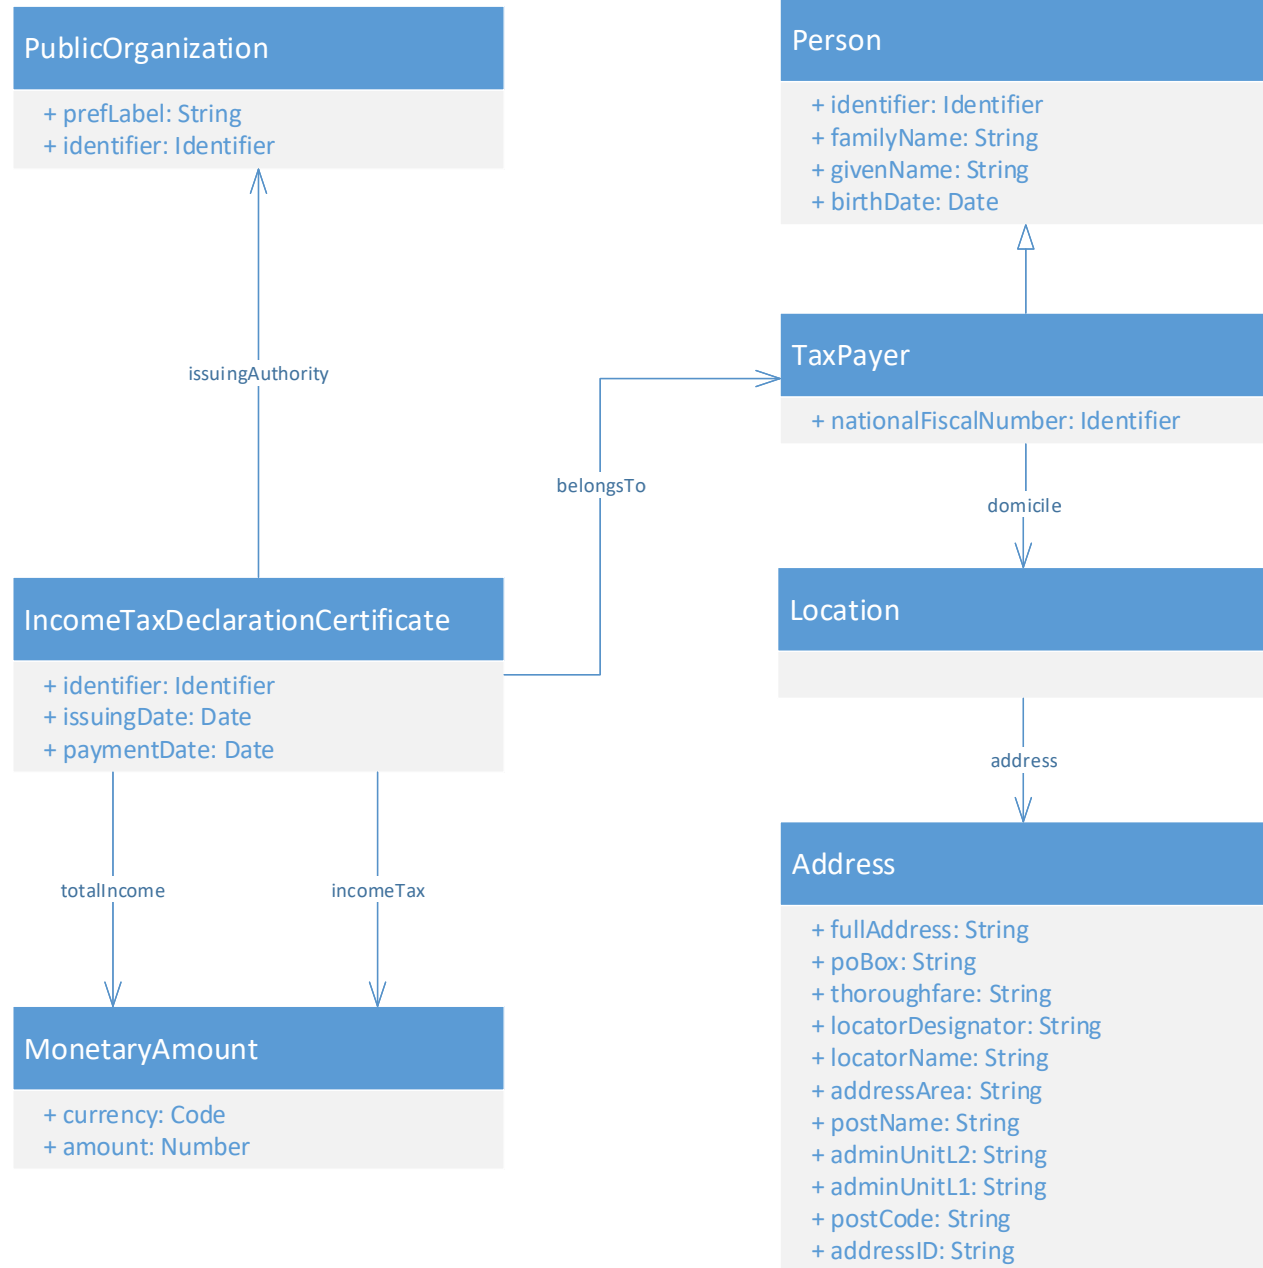 PublicOrganization
+ prefLabel: String
+ identifier: Identifier
issuingAuthority
IncomeTaxDeclarationCertificate
+ identifier: Identifier
+ issuingDate: Date
+ paymentDate: Date
totalIncome
incomeTax
MonetaryAmount
+ currency: Code
+ amount: Number
belongsTo
Person
+ identifier: Identifier
+ familyName: String
+ givenName: String
+ birthDate: Date
TaxPayer
+ nationalFiscalNumber: Identifier
domicile
Location
address
Address
+ fullAddress: String
+ poBox: String
+ thoroughfare: String
+ locatorDesignator: String
+ locatorName: String
+ addressArea: String
+ postName: String
+ adminUnitL2: String
+ adminUnitL1: String
+ postCode: String
+ addressID: String